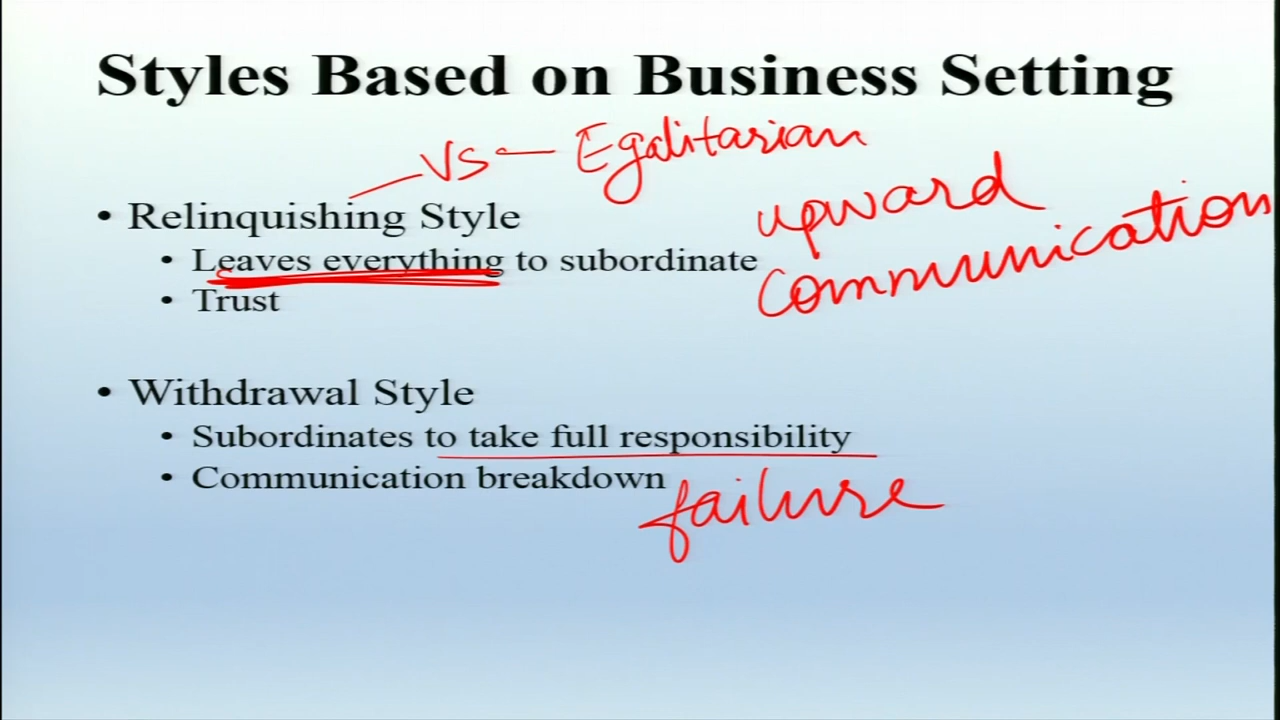 Styles Based on Business Setting
VS Egalitarian
• Relinquishing Style
upward
• Leaves everything to subordinate
communication
• Trust
• Withdrawal Style
• Subordinates to take full responsibility
• Communication breakdown
failure